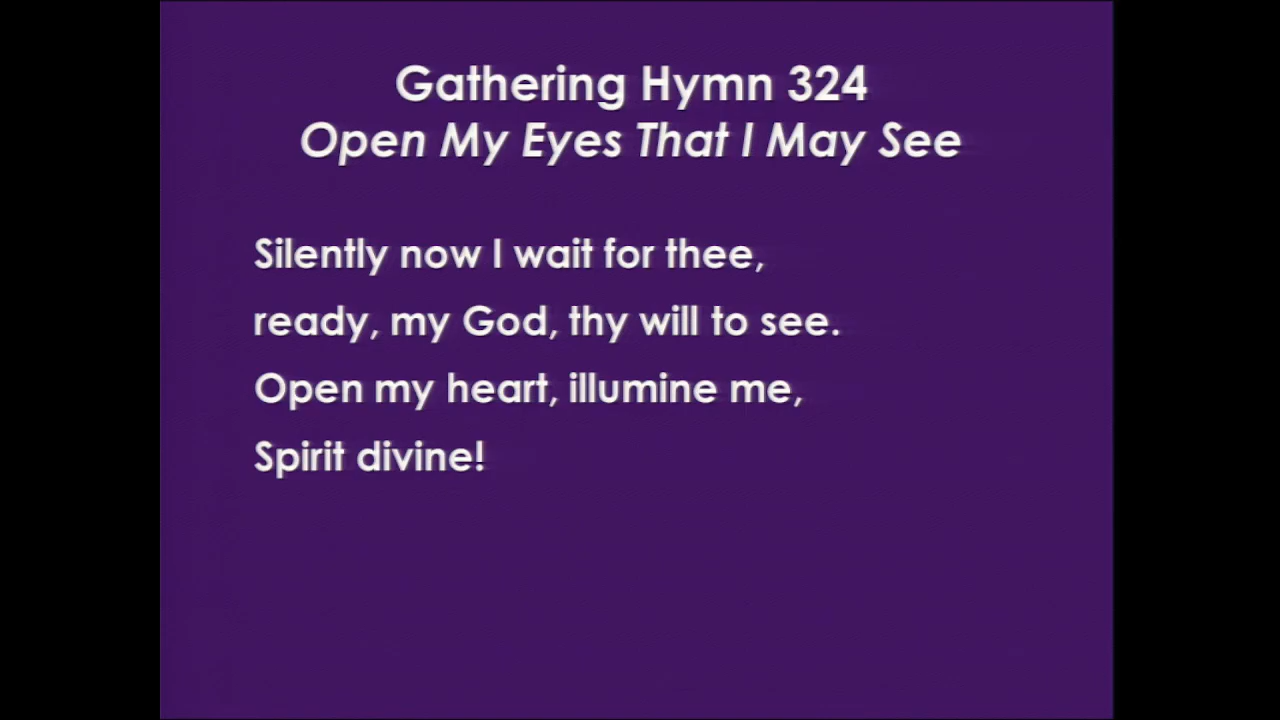 Gathering Hymn 324
Open My Eyes That I May See
Silently now I wait for thee,
ready, my God, thy will to see.
Open my heart, illumine me,
Spirit divine!